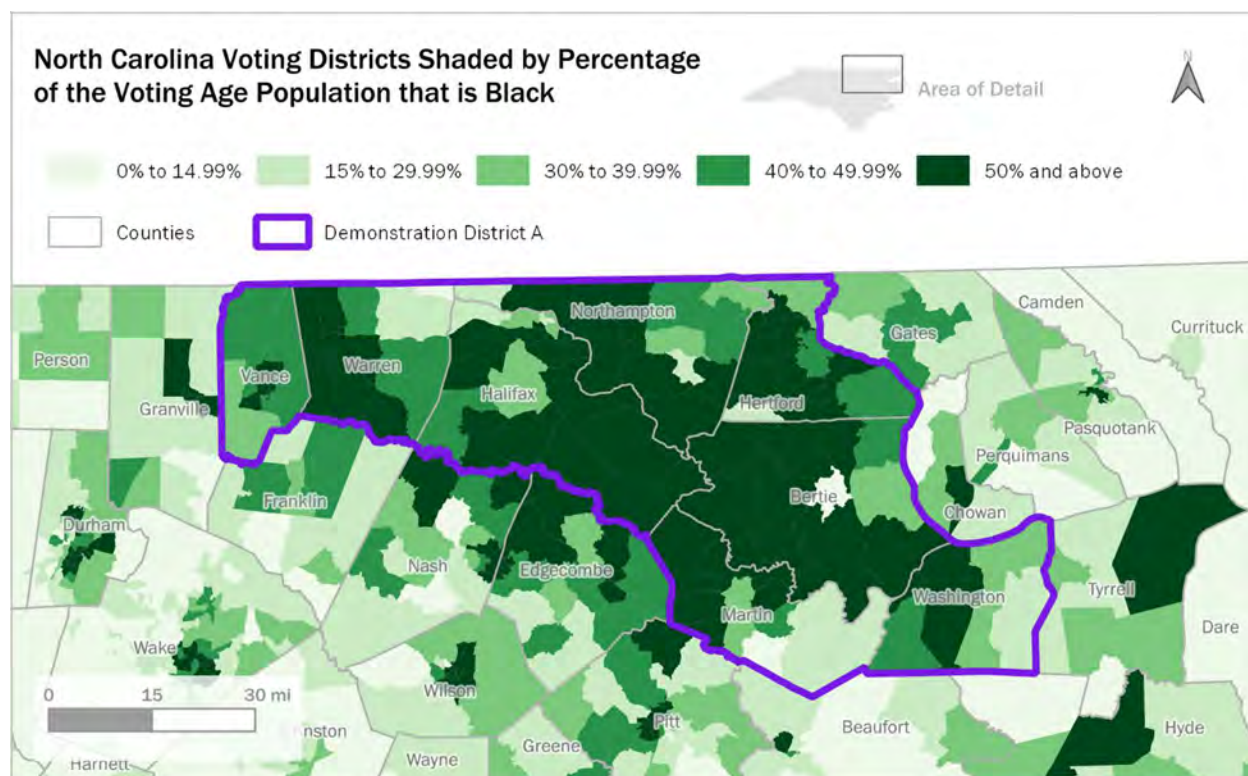 North Carolina Voting Districts Shaded by Percentage
of the Voting Age Population that is Black
N
Area of Detail
0% to 14.99%
15% to 29.99%
30% to 39.99%
40% to 49.99%
50% and above
Counties
Demonstration District A
Camden
Currituck
Northampton
Gates
Person
Warren
Vance
Halifax
Hertford
Granville
Pasquotank
Perquimans
Bertie
Franklin
Chowan
Durham
Nash
Edgecombe
Tyrrell
Washington
Martin
Dare
Wake
0 15 30 mi
Wilson
Pitt
Beaufort
Hyde
nston
Greene
Wayne
Harnett